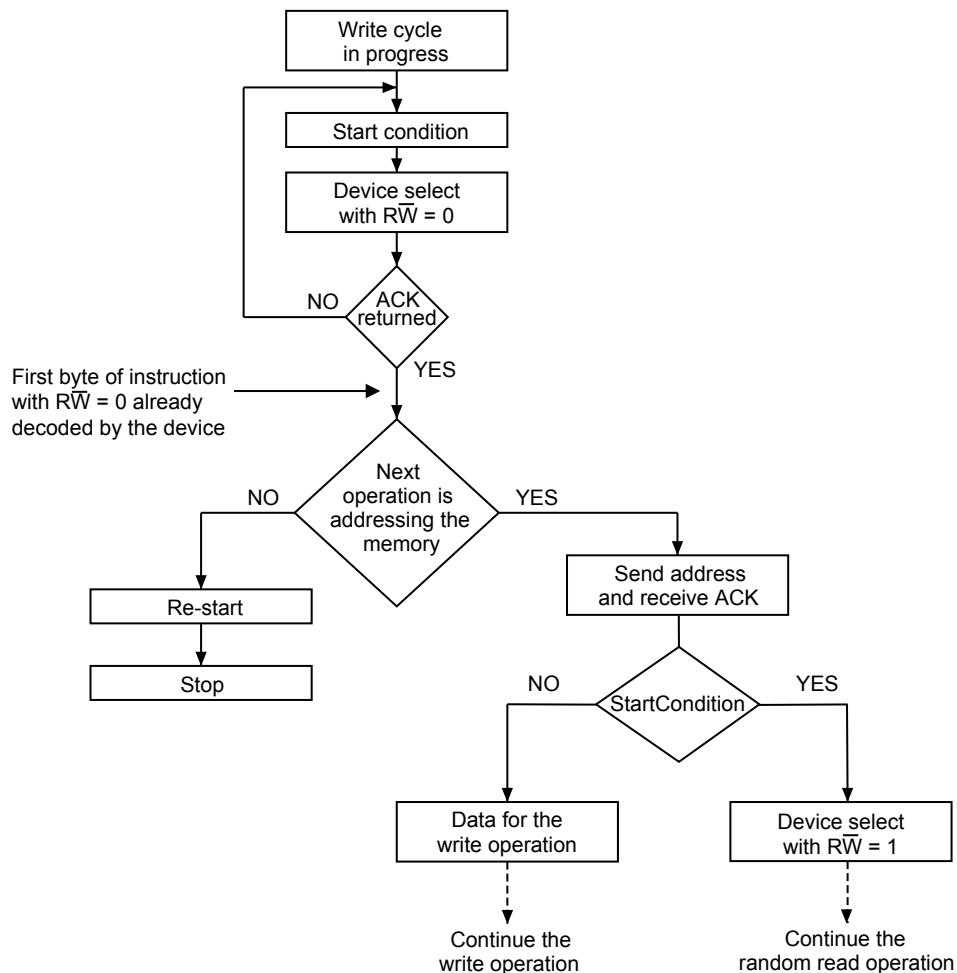 Write cycle
in progress
Start condition
Device select
with RW̅ = 0
NO
ACK
returned
YES
First byte of instruction
with RW̅ = 0 already
decoded by the device
NO
Next
operation is
addressing the
memory
YES
Send address
and receive ACK
Re-start
Stop
NO
StartCondition
YES
Data for the
write operation
Device select
with RW̅ = 1
Continue the
write operation
Continue the
random read operation